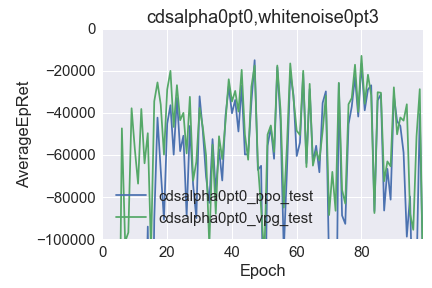 cdsalpha0pt0,whitenoise0pt3
0
−20000
−40000
−60000
−80000
−100000
AverageEpRet
cdsalpha0pt0_ppo_test
cdsalpha0pt0_vpg_test
0 20 40 60 80
Epoch